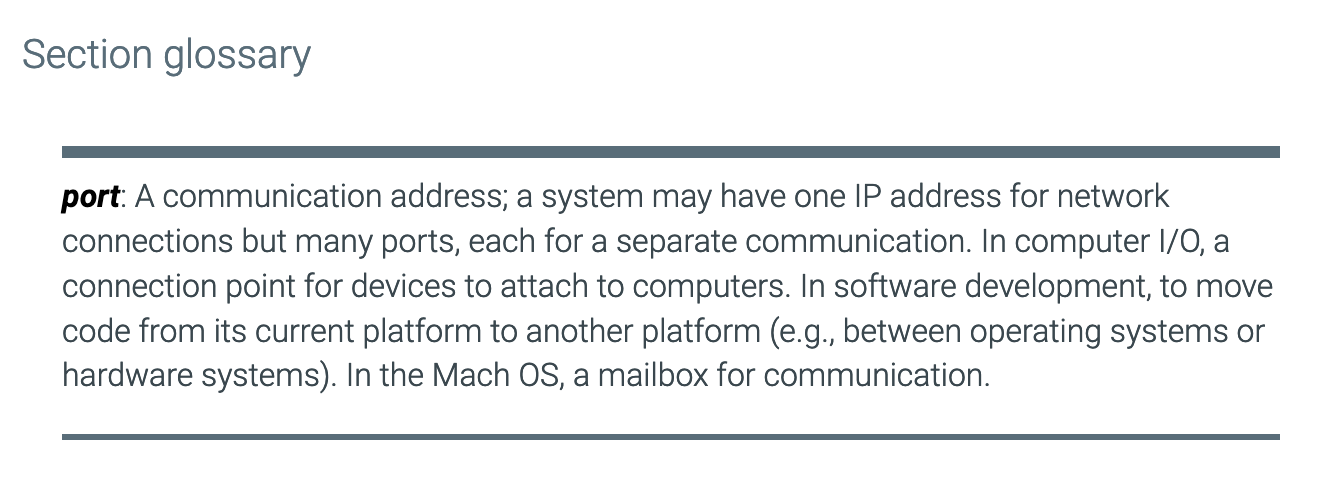 Section glossary
port: A communication address; a system may have one IP address for network
connections but many ports, each for a separate communication. In computer I/O, a
connection point for devices to attach to computers. In software development, to move
code from its current platform to another platform (e.g., between operating systems or
hardware systems). In the Mach OS, a mailbox for communication.